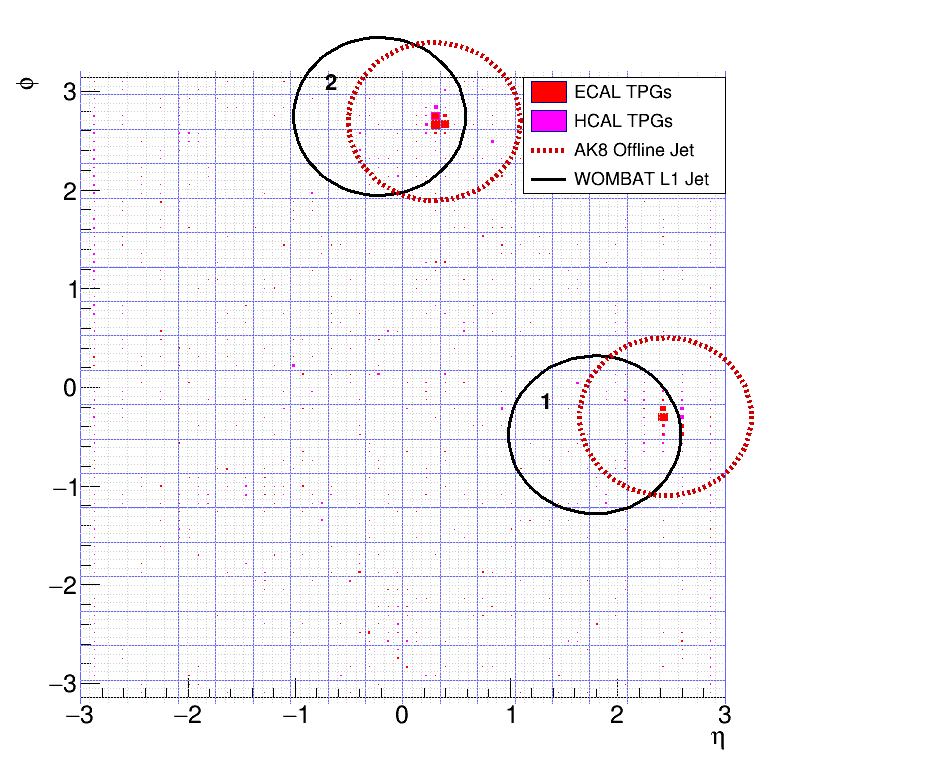 ϕ
3
2
1
0
−1
−2
−3
2
1
ECAL TPGs
HCAL TPGs
AK8 Offline Jet
WOMBAT L1 Jet
−3 −2 −1 0 1 2 3
η